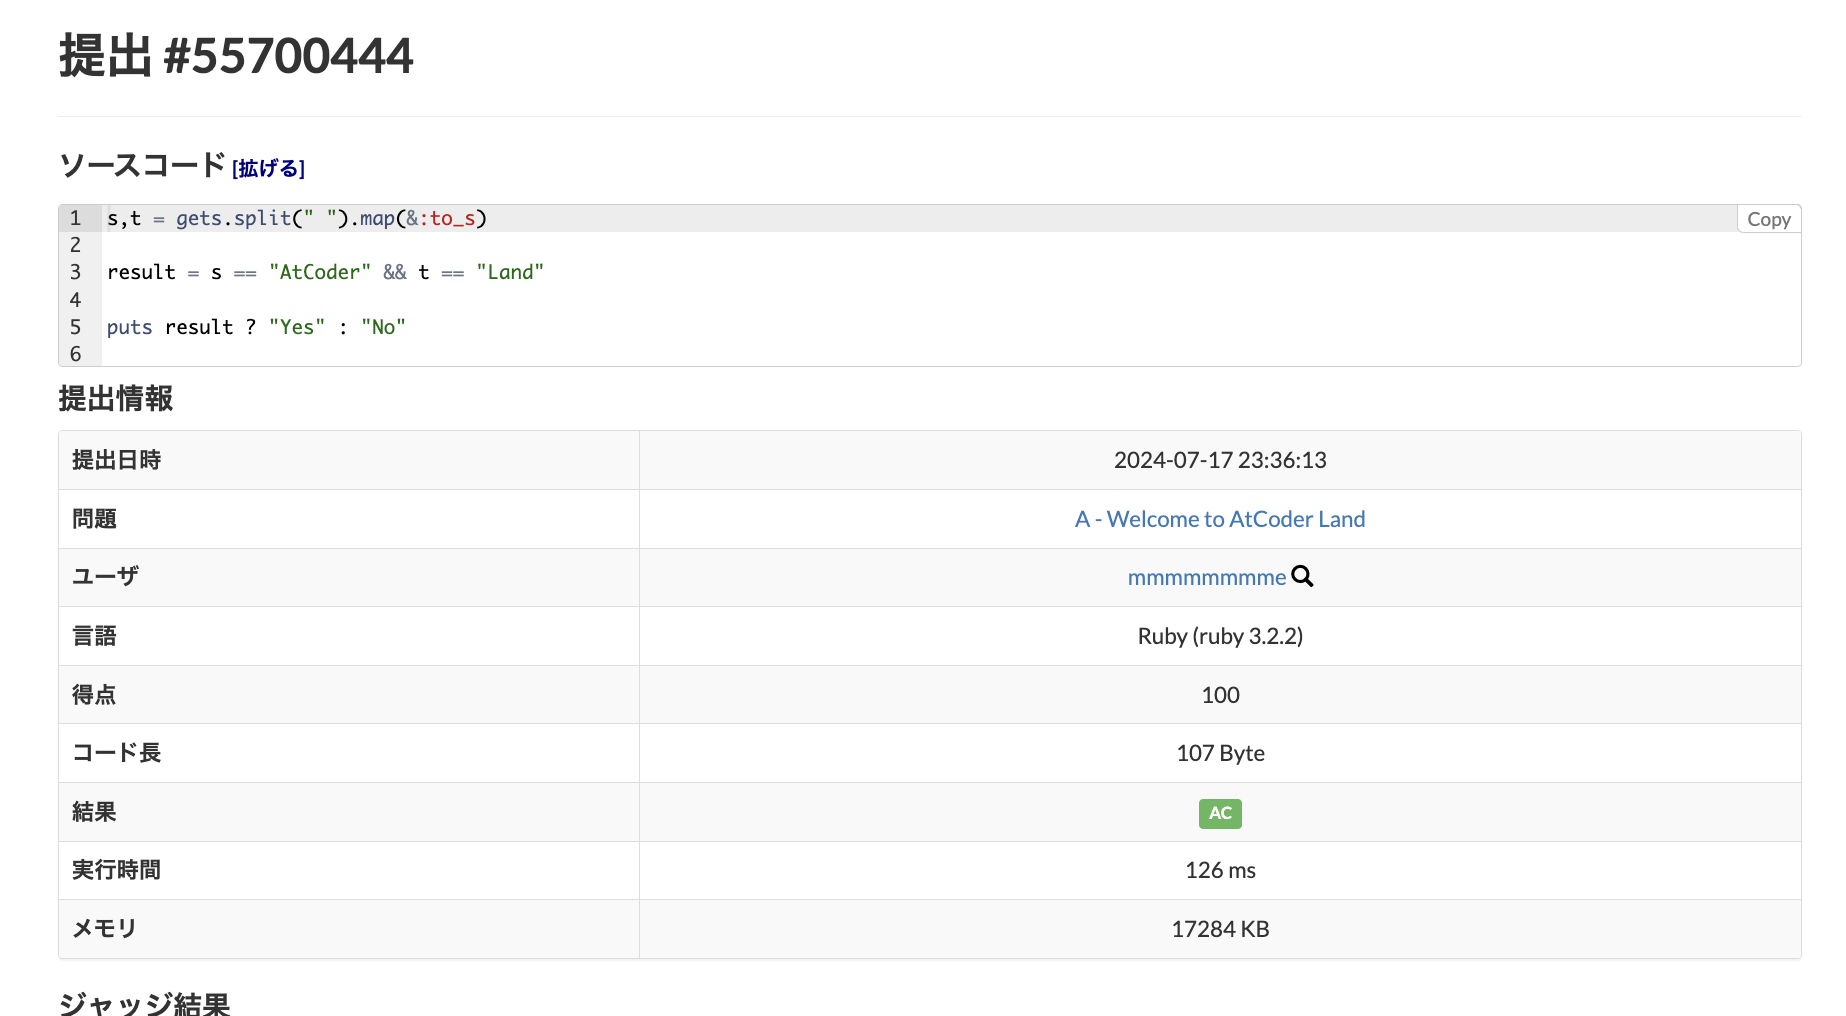 提出 #55700444
ソースコード [拡げる]
Copy
1 s,t = gets.split(" ").map(&:to_s)
2
3 result = s == "AtCoder" && t == "Land"
4
5 puts result ? "Yes" : "No"
6
提出情報
提出日時 2024-07-17 23:36:13
問題 A - Welcome to AtCoder Land
ユーザ mmmmmmmme
言語 Ruby (ruby 3.2.2)
得点 100
コード長 107 Byte
結果 AC
実行時間 126 ms
メモリ 17284 KB
ジャッジ結果